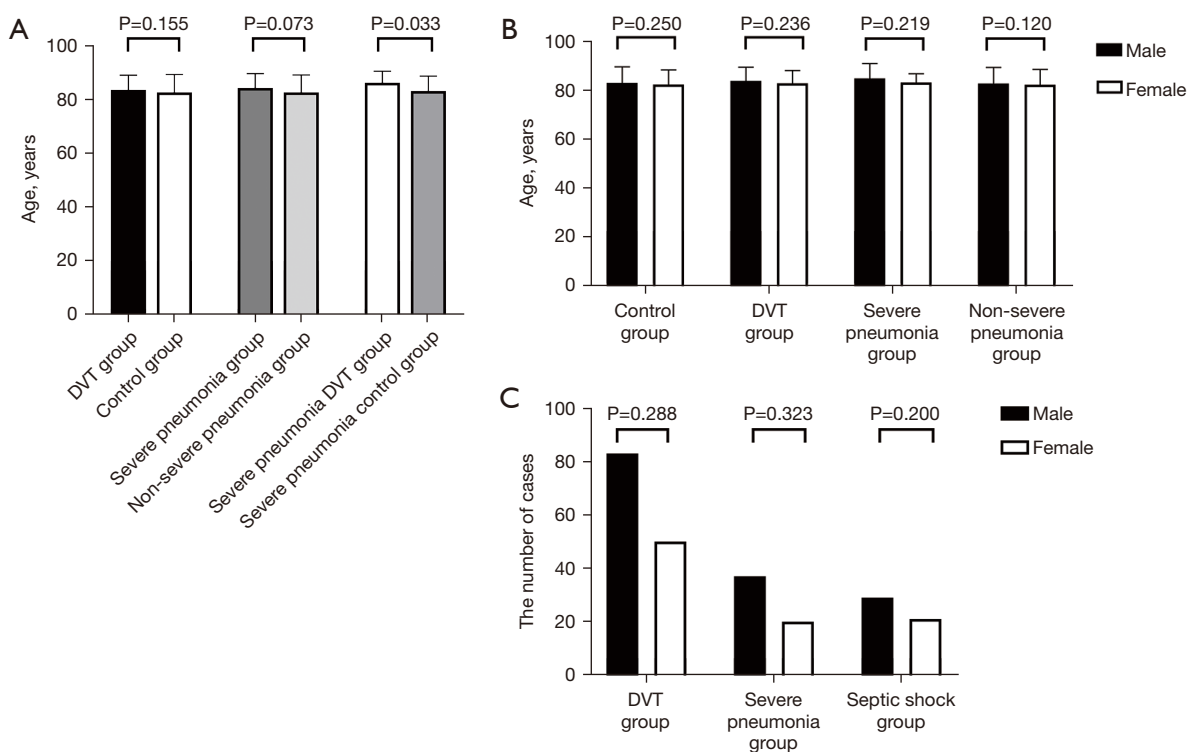 A
P=0.155
P=0.073
P=0.033
100
80
60
40
20
0
Age, years
DVT group
Control group
Severe pneumonia group
Non-severe pneumonia group
Severe pneumonia DVT group
Severe pneumonia control group
B
P=0.250
P=0.236
P=0.219
P=0.120
100
80
60
40
20
0
Age, years
Control
group
DVT
group
Severe
pneumonia
group
Non-severe
pneumonia
group
Male
Female
C
P=0.288
P=0.323
P=0.200
100
80
60
40
20
0
The number of cases
DVT
group
Severe
pneumonia
group
Septic shock
group
Male
Female